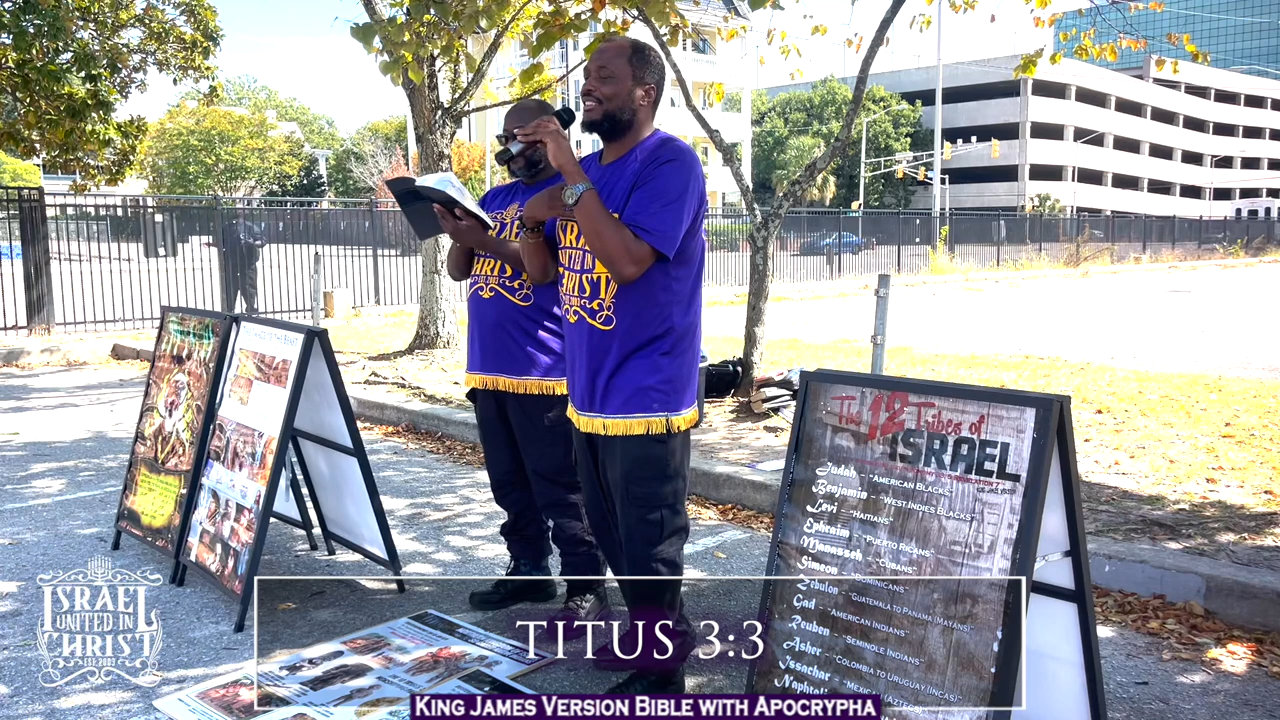 ISRAEL
UNITED IN
CHRIST
EST. 2003
The 12 Tribes of
ISRAEL
Judah - "AMERICAN BLACKS"
Benjamin - "WEST INDIES BLACKS"
Levi - "HAITIANS"
Ephraim - "PUERTO RICANS"
Manasseh - "CUBANS"
Simeon - "DOMINICANS"
Zebulon - "GUATEMALA TO PANAMA (MAYANS)"
Gad - "AMERICAN INDIANS"
Reuben - "SEMINOLE INDIANS"
Asher - "COLOMBIA TO URUGUAY (INCAS)"
Issachar - "MEXICAN (AZTECS)"
Naphtali
ISRAEL
UNITED IN
CHRIST
EST. 2003
TITUS 3:3
KING JAMES VERSION BIBLE WITH APOCRYPHA